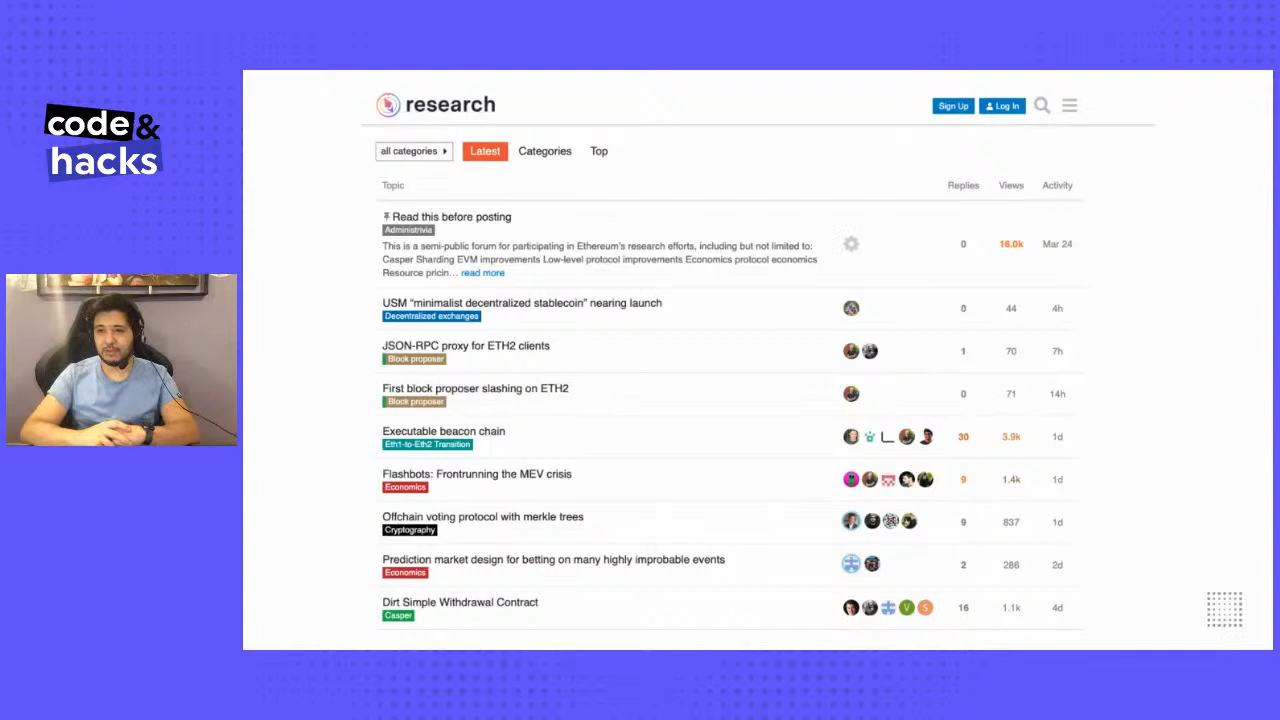 code&
hacks
research
Sign Up
Log In
all categories
Latest
Categories
Top
Topic
Replies
Views
Activity
Read this before posting
Administrivia
This is a semi-public forum for participating in Ethereum's research efforts, including but not limited to:
Casper Sharding EVM improvements Low-level protocol improvements Economics protocol economics
Resource pricin... read more
0
16.0k
Mar 24
USM “minimalist decentralized stablecoin” nearing launch
Decentralized exchanges
0
44
4h
JSON-RPC proxy for ETH2 clients
Block proposer
1
70
7h
First block proposer slashing on ETH2
Block proposer
0
71
14h
Executable beacon chain
Eth1-to-Eth2 Transition
30
3.9k
1d
Flashbots: Frontrunning the MEV crisis
Economics
9
1.4k
1d
Offchain voting protocol with merkle trees
Cryptography
9
837
1d
Prediction market design for betting on many highly improbable events
Economics
2
286
2d
Dirt Simple Withdrawal Contract
Casper
V
S
16
1.1k
4d